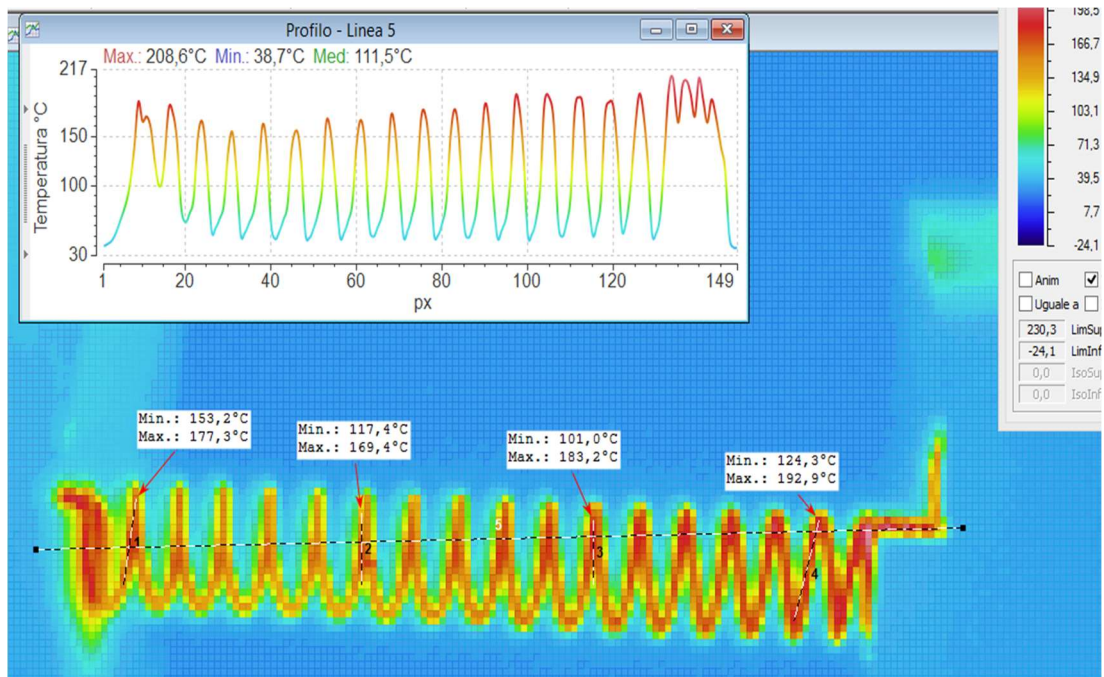 Profilo - Linea 5
Max.: 208,6°C Min.: 38,7°C Med: 111,5°C
217
150
100
30
Temperatura °C
1 20 40 60 80 100 120 149
px
198,5
166,7
134,9
103,1
71,3
39,5
7,7
-24,1
Anim
Uguale a
230,3 LimSu
-24,1 LimInf
0,0 IsoSu
0,0 IsoInf
Min.: 153,2°C
Max.: 177,3°C
Min.: 117,4°C
Max.: 169,4°C
Min.: 101,0°C
Max.: 183,2°C
Min.: 124,3°C
Max.: 192,9°C
1
2
5
3
4